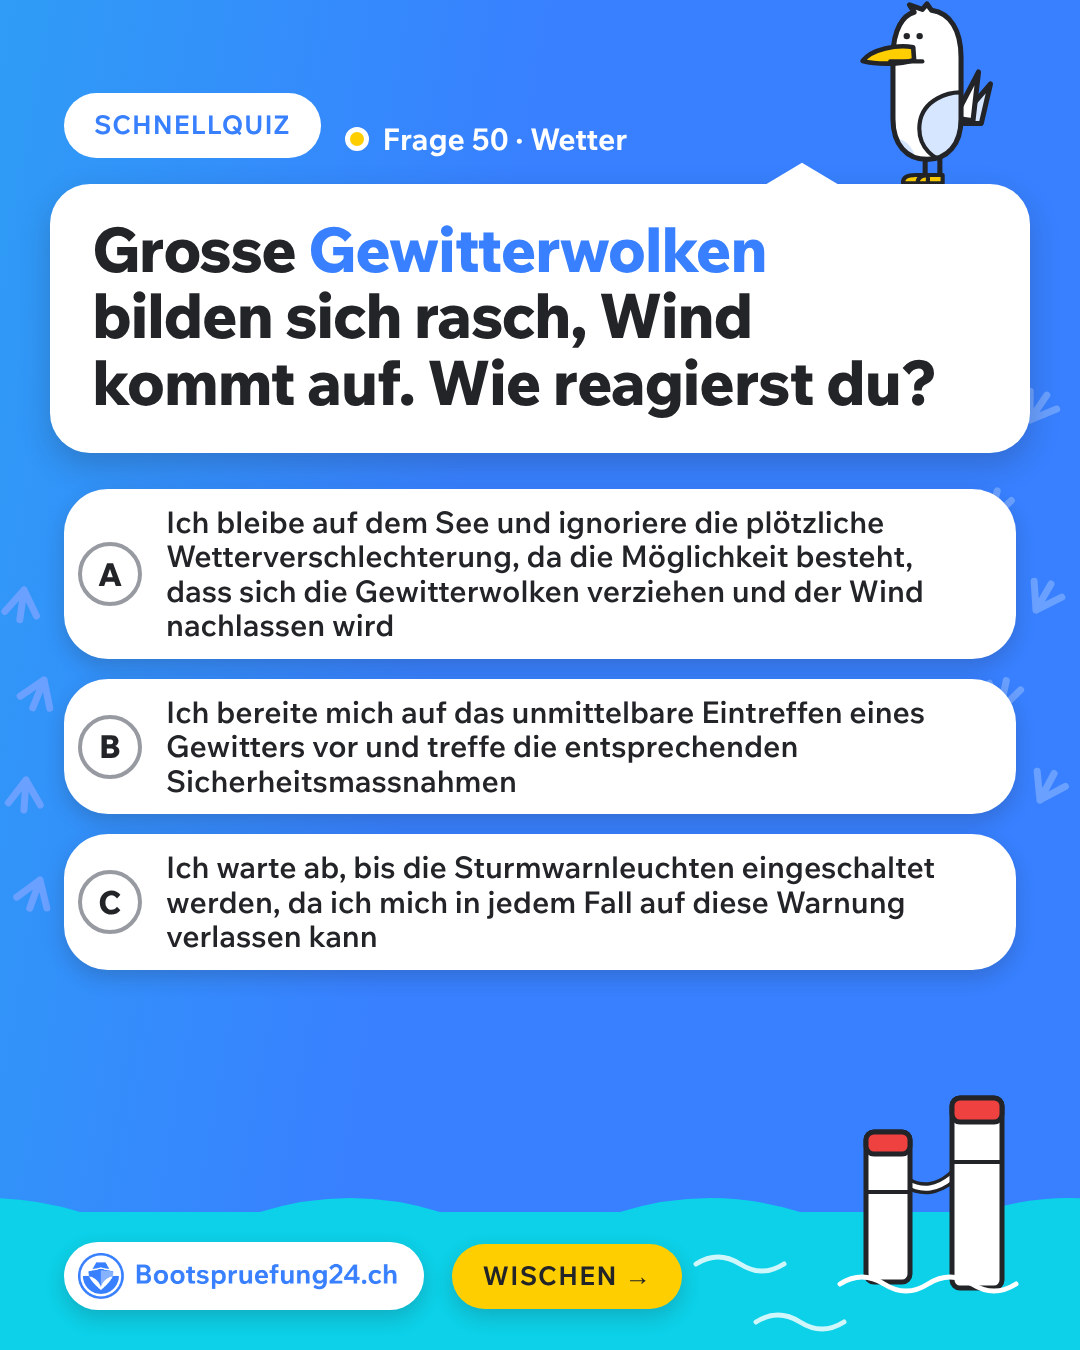 SCHNELLQUIZ
Frage 50 · Wetter
Grosse Gewitterwolken
bilden sich rasch, Wind
kommt auf. Wie reagierst du?
A
Ich bleibe auf dem See und ignoriere die plötzliche
Wetterverschlechterung, da die Möglichkeit besteht,
dass sich die Gewitterwolken verziehen und der Wind
nachlassen wird
B
Ich bereite mich auf das unmittelbare Eintreffen eines
Gewitters vor und treffe die entsprechenden
Sicherheitsmassnahmen
C
Ich warte ab, bis die Sturmwarnleuchten eingeschaltet
werden, da ich mich in jedem Fall auf diese Warnung
verlassen kann
Bootspruefung24.ch
WISCHEN →